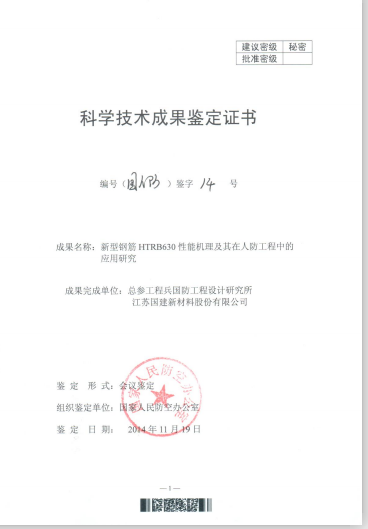 建议密级 秘密
批准密级
科学技术成果鉴定证书
编号( )鉴字 14 号
成果名称：新型钢筋 HTRB630 性能机理及其在人防工程中的
应用研究
成果完成单位：总参工程兵国防工程设计研究所
江苏国建新材料股份有限公司
国家人民防空办公室
鉴 定 形式：会议鉴定
组织鉴定单位：国家人民防空办公室
鉴 定 日 期： 2014 年 11 月 19 日
—1—